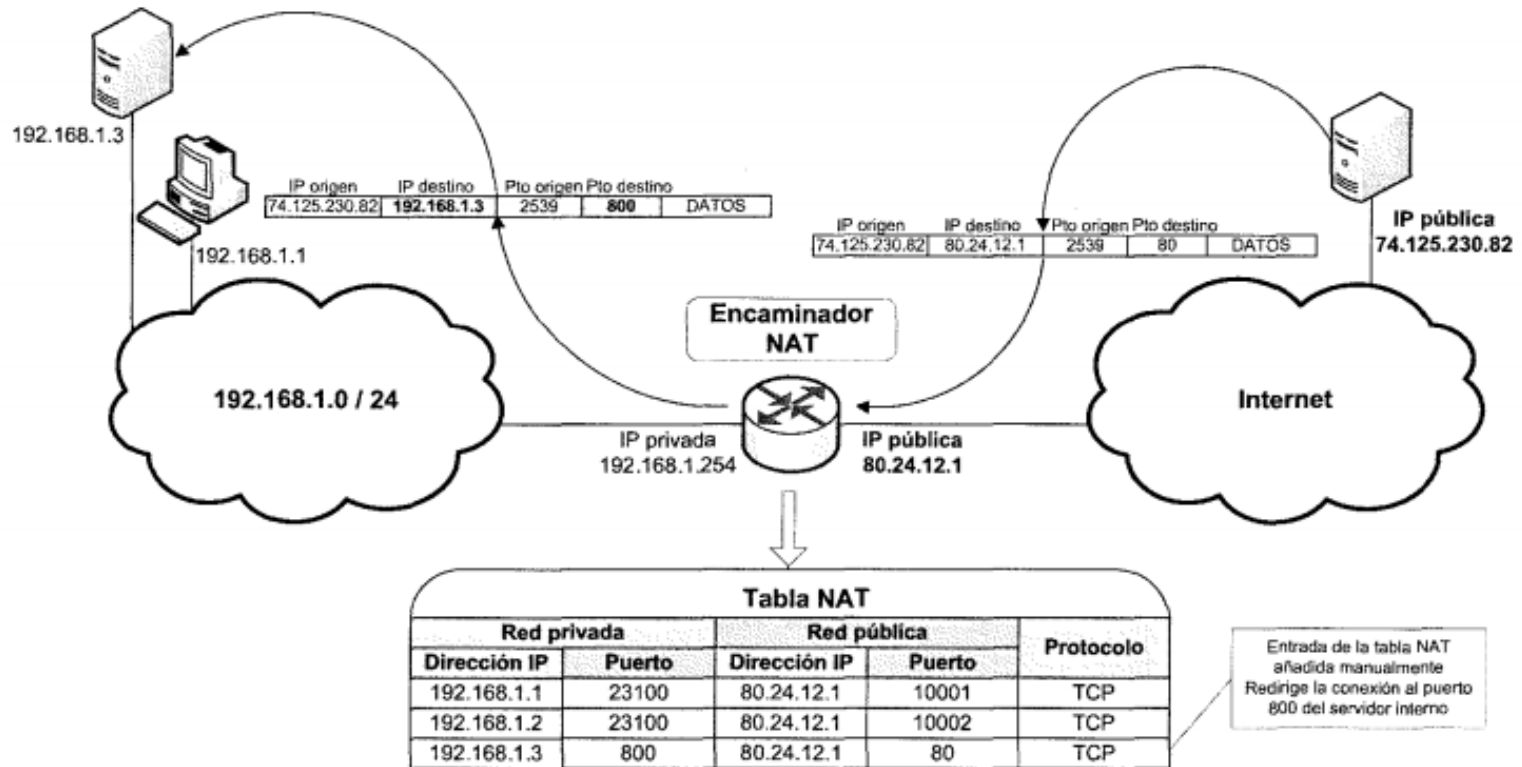 192.168.1.3
192.168.1.1
IP origen IP destino Pto origen Pto destino
74.125.230.82 192.168.1.3 2539 800 DATOS
IP origen IP destino Pto origen Pto destino
74.125.230.82 80.24.12.1 2539 80 DATOS
IP pública
74.125.230.82
Encaminador
NAT
192.168.1.0 / 24
Internet
IP privada
192.168.1.254
IP pública
80.24.12.1
Tabla NAT
Red privada Red pública Protocolo
Dirección IP Puerto Dirección IP Puerto
192.168.1.1 23100 80.24.12.1 10001 TCP
192.168.1.2 23100 80.24.12.1 10002 TCP
192.168.1.3 800 80.24.12.1 80 TCP
Entrada de la tabla NAT
añadida manualmente
Redirige la conexión al puerto
800 del servidor interno